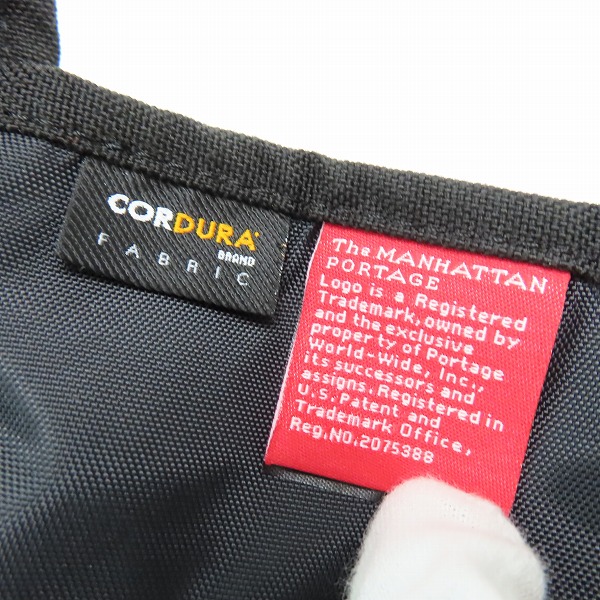 CORDURA
BRAND
FABRIC
The MANHATTAN
PORTAGE
Logo is a Registered
Trademark, owned by
and the exclusive
property of Portage
World-Wide, Inc.,
its successors and
assigns. Registered in
U.S. Patent and
Trademark Office,
Reg.NO.2075388